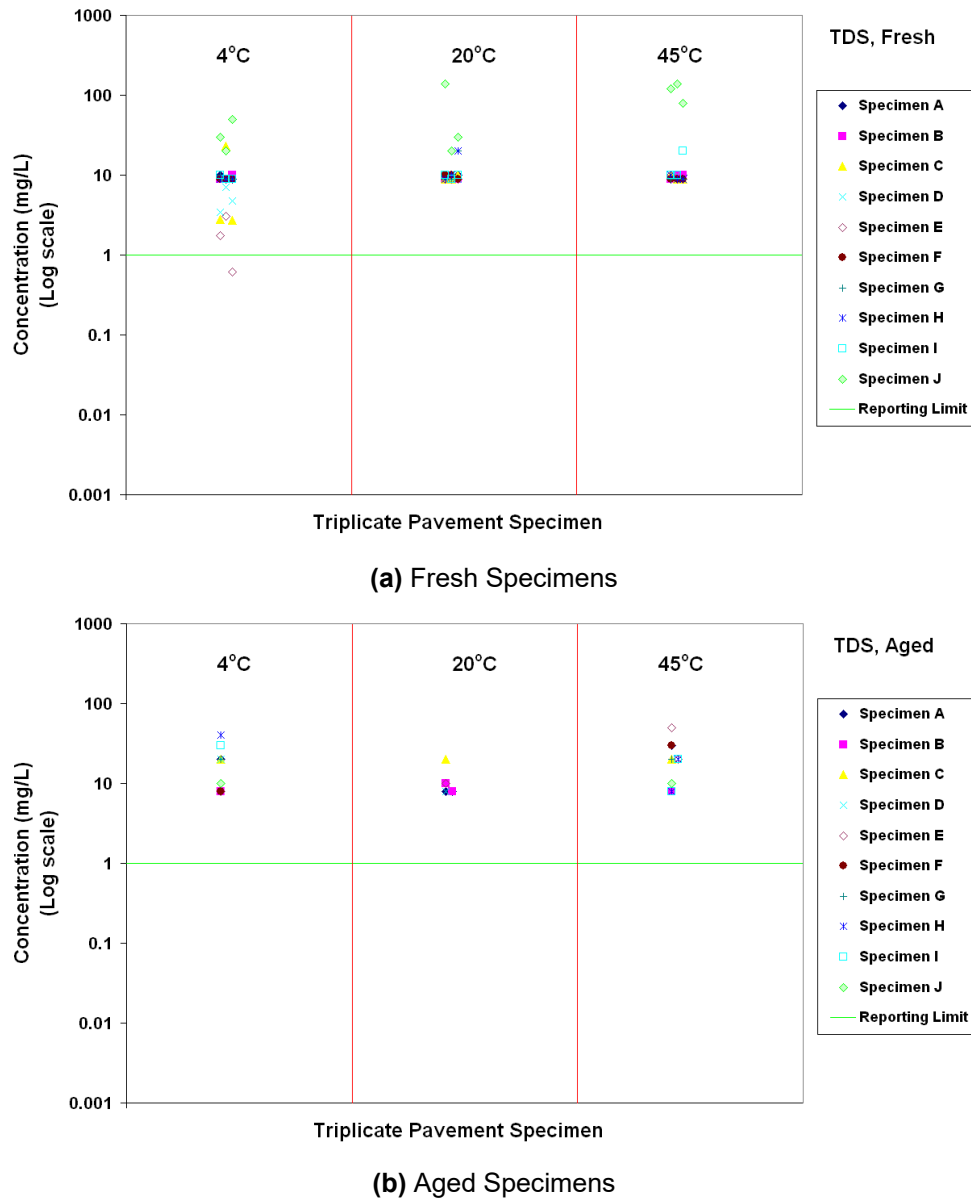 1000
100
10
1
0.1
0.01
0.001
Concentration (mg/L)
(Log scale)
4°C
20°C
45°C
Triplicate Pavement Specimen
TDS, Fresh
Specimen A
Specimen B
Specimen C
Specimen D
Specimen E
Specimen F
Specimen G
Specimen H
Specimen I
Specimen J
Reporting Limit
(a) Fresh Specimens
1000
100
10
1
0.1
0.01
0.001
Concentration (mg/L)
(Log scale)
4°C
20°C
45°C
Triplicate Pavement Specimen
TDS, Aged
Specimen A
Specimen B
Specimen C
Specimen D
Specimen E
Specimen F
Specimen G
Specimen H
Specimen I
Specimen J
Reporting Limit
(b) Aged Specimens